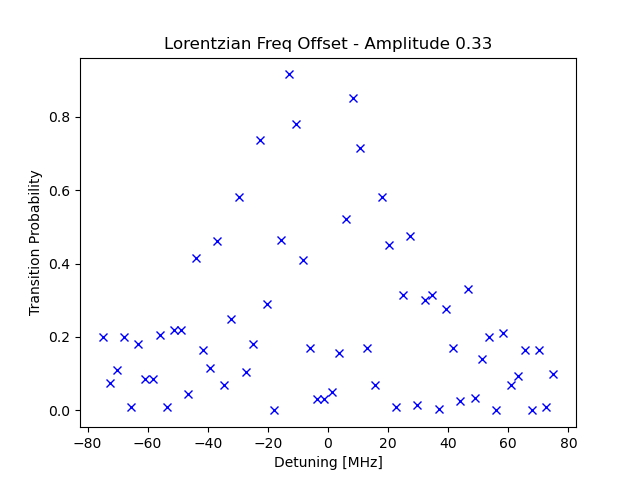 Lorentzian Freq Offset - Amplitude 0.33
Transition Probability
0.8
0.6
0.4
0.2
0.0
−80 −60 −40 −20 0 20 40 60 80
Detuning [MHz]